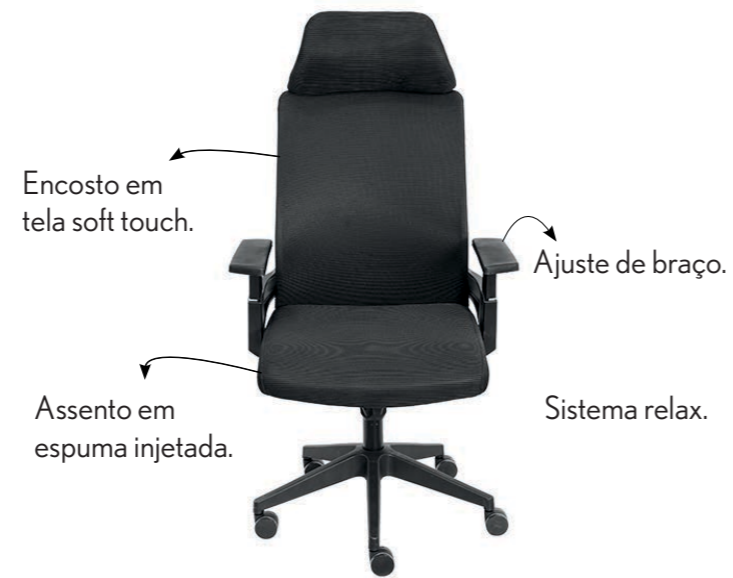 Encosto em
tela soft touch.
Ajuste de braço.
Assento em
espuma injetada.
Sistema relax.